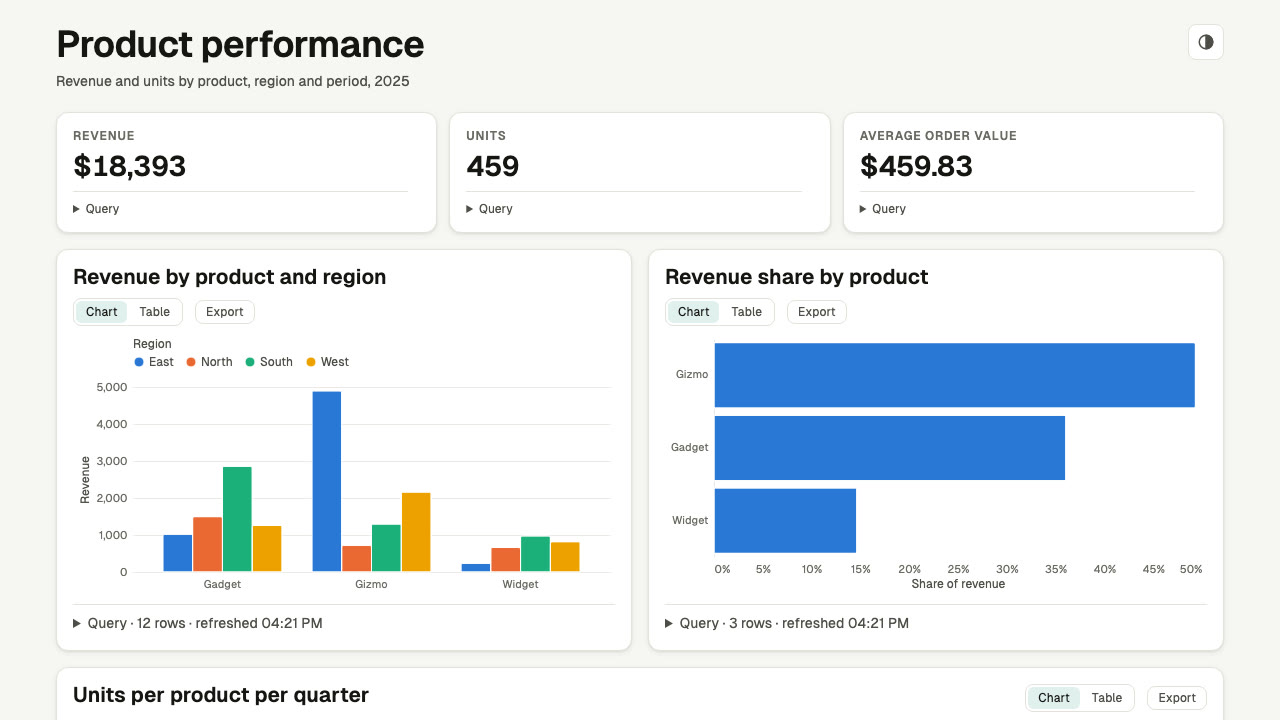 Product performance
Revenue and units by product, region and period, 2025
REVENUE
$18,393
Query
UNITS
459
Query
AVERAGE ORDER VALUE
$459.83
Query
Revenue by product and region
Chart Table Export
Region
East North South West
5,000
4,000
3,000
2,000
1,000
0
Revenue
Gadget Gizmo Widget
Query · 12 rows · refreshed 04:21 PM
Revenue share by product
Chart Table Export
Gizmo
Gadget
Widget
0% 5% 10% 15% 20% 25% 30% 35% 40% 45% 50%
Share of revenue
Query · 3 rows · refreshed 04:21 PM
Units per product per quarter
Chart Table Export